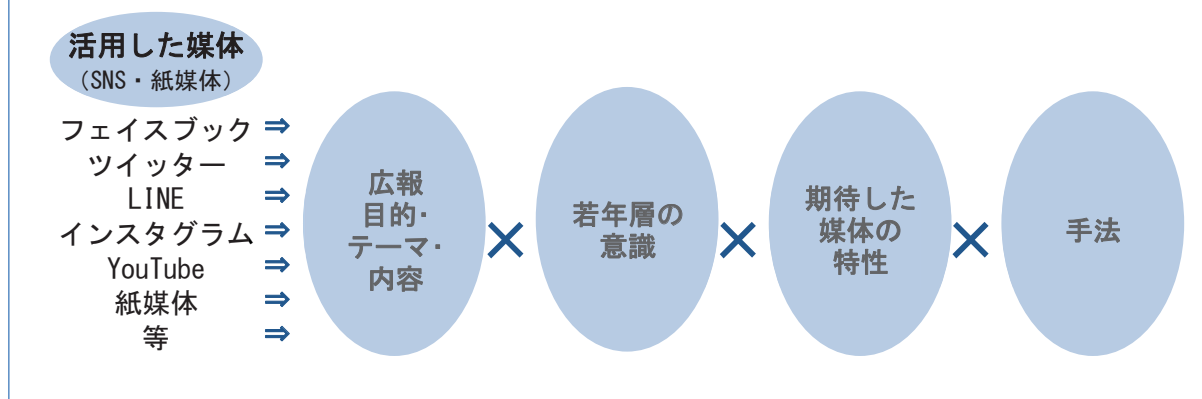 活用した媒体
（SNS・紙媒体）
フェイスブック ⇒
ツイッター ⇒
LINE ⇒
インスタグラム ⇒
YouTube ⇒
紙媒体 ⇒
等 ⇒
広報
目的・
テーマ・
内容
×
若年層の
意識
×
期待した
媒体の
特性
×
手法